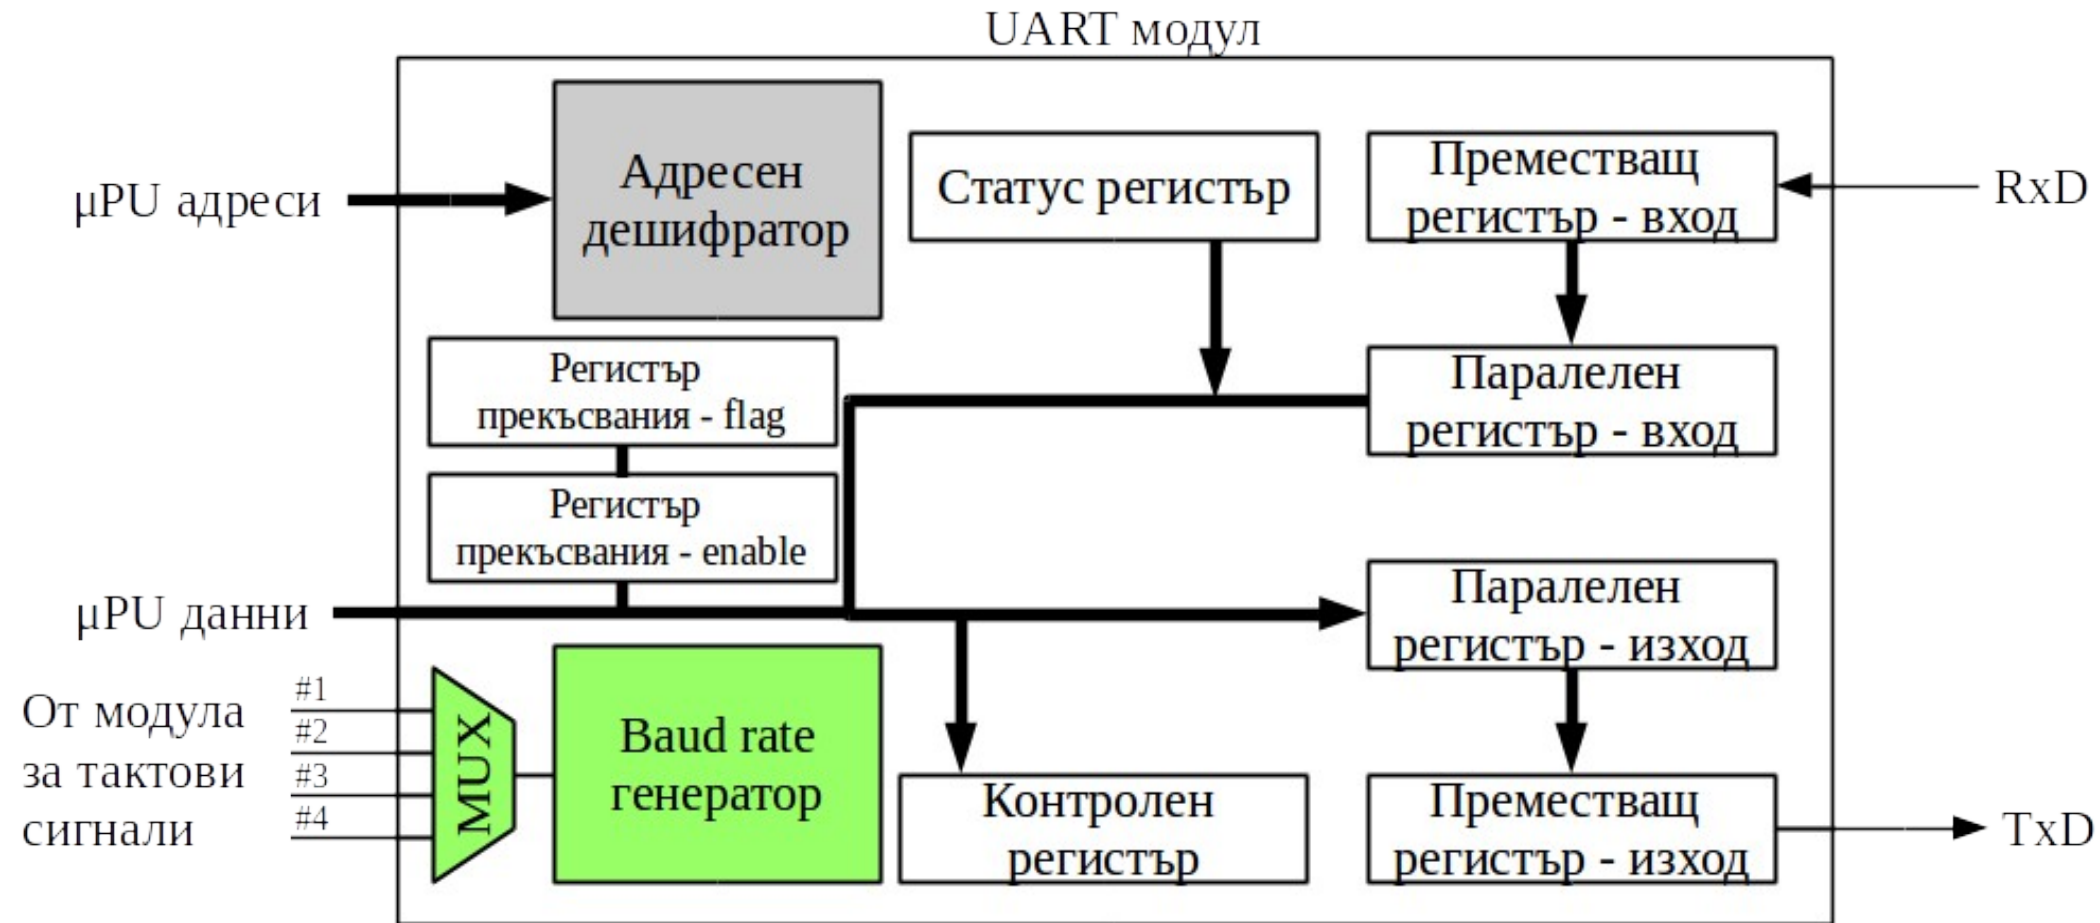 UART модул
μPU адреси
Адресен
дешифратор
Статус регистър
Преместващ
регистър - вход
RxD
Регистър
прекъсвания - flag
Паралелен
регистър - вход
Регистър
прекъсвания - enable
μPU данни
Паралелен
регистър - изход
От модула
за тактови
сигнали
#1
#2
#3
#4
MUX
Baud rate
генератор
Контролен
регистър
Преместващ
регистър - изход
TxD